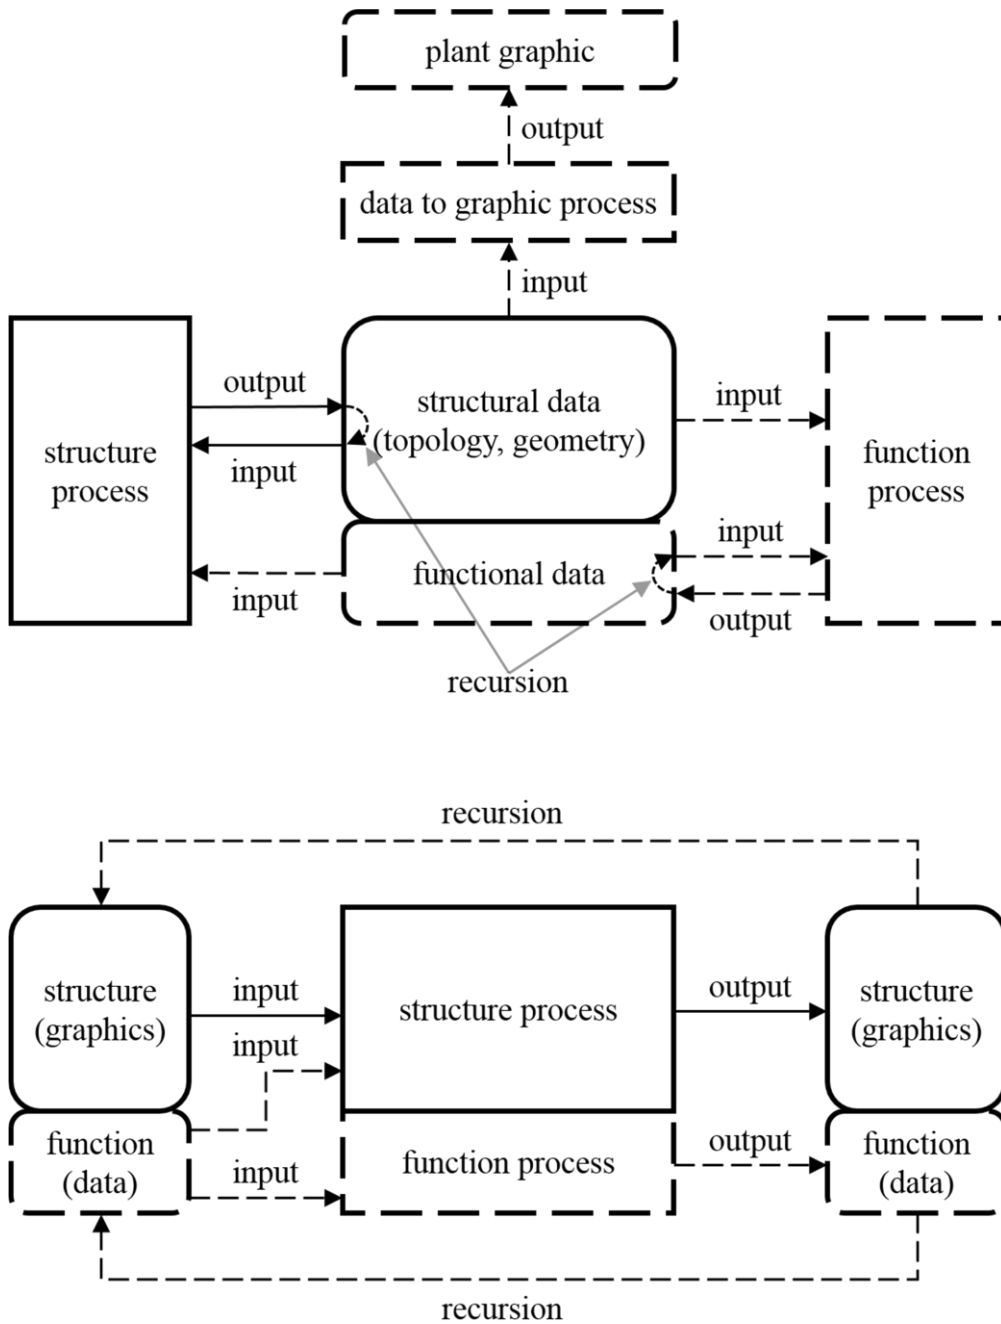 plant graphic
output
data to graphic process
input
output
input
structural data
(topology, geometry)
input
structure
process
function
process
input
functional data
input
input
output
recursion
recursion
structure
(graphics)
input
input
structure process
output
structure
(graphics)
function
(data)
input
function process
output
function
(data)
recursion